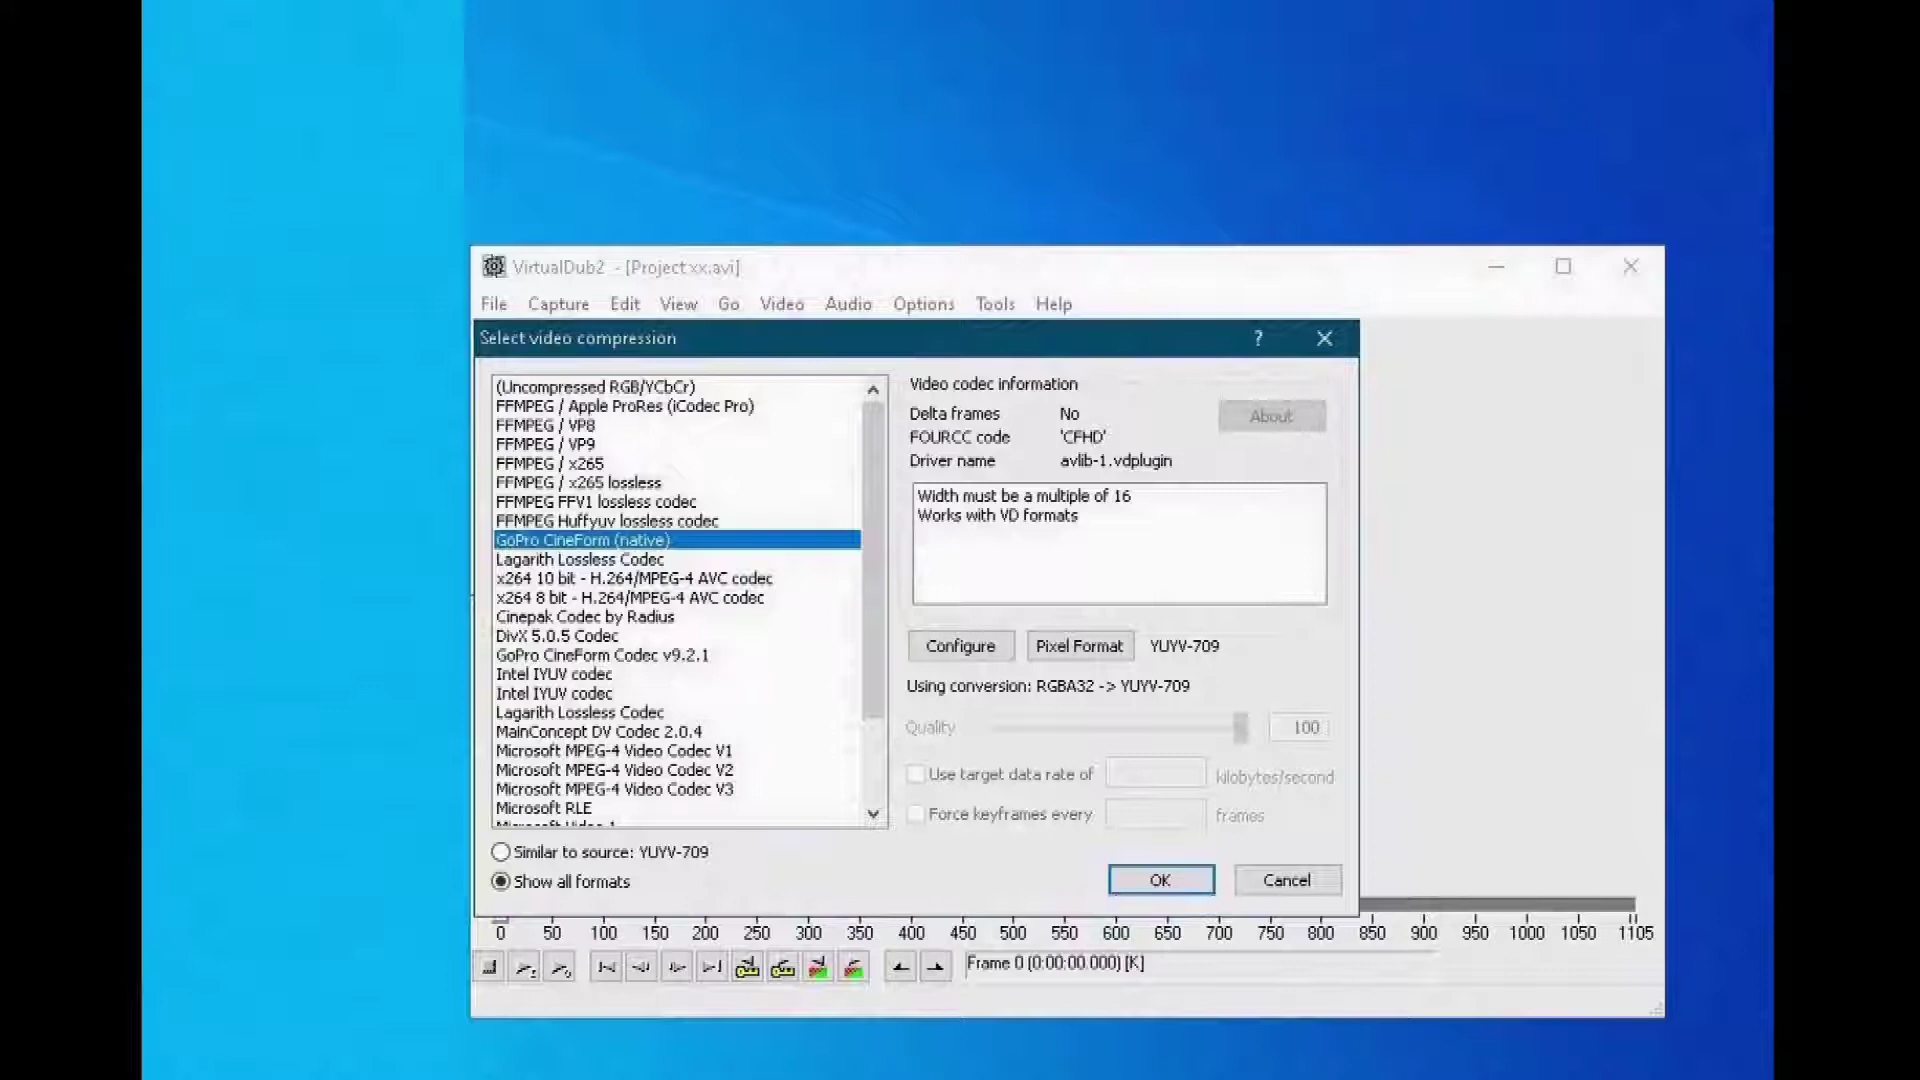 VirtualDub2 - [Project xx.avi]
File Capture Edit View Go Video Audio Options Tools Help
Select video compression
?
(Uncompressed RGB/YCbCr)
FFMPEG / Apple ProRes (iCodec Pro)
FFMPEG / VP8
FFMPEG / VP9
FFMPEG / x265
FFMPEG / x265 lossless
FFMPEG FFV1 lossless codec
FFMPEG Huffyuv lossless codec
GoPro CineForm (native)
Lagarith Lossless Codec
x264 10 bit - H.264/MPEG-4 AVC codec
x264 8 bit - H.264/MPEG-4 AVC codec
Cinepak Codec by Radius
DivX 5.0.5 Codec
GoPro CineForm Codec v9.2.1
Intel IYUV codec
Intel IYUV codec
Lagarith Lossless Codec
MainConcept DV Codec 2.0.4
Microsoft MPEG-4 Video Codec V1
Microsoft MPEG-4 Video Codec V2
Microsoft MPEG-4 Video Codec V3
Microsoft RLE
Microsoft Video 1
Similar to source: YUYV-709
Show all formats
Video codec information
Delta frames No
About
FOURCC code 'CFHD'
Driver name avlib-1.vdplugin
Width must be a multiple of 16
Works with VD formats
Configure Pixel Format YUYV-709
Using conversion: RGBA32 -> YUYV-709
Quality 100
Use target data rate of kilobytes/second
Force keyframes every frames
OK Cancel
0 50 100 150 200 250 300 350 400 450 500 550 600 650 700 750 800 850 900 950 1000 1050 1105
Frame 0 (0:00:00.000) [K]